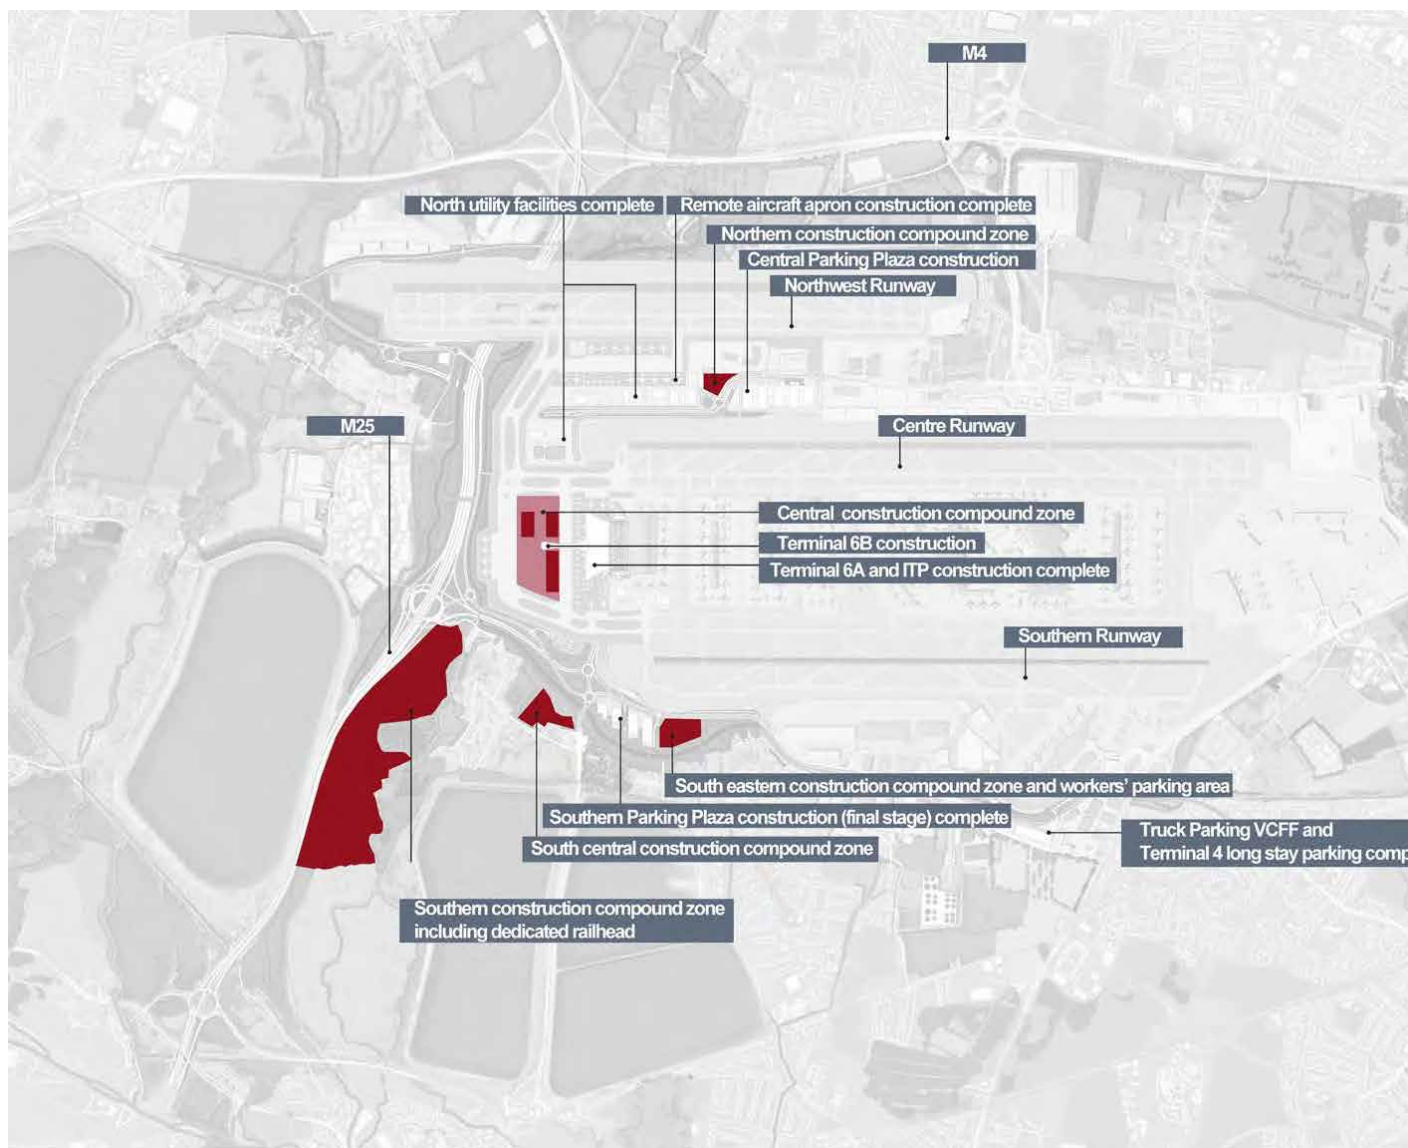 M4
North utility facilities complete
Remote aircraft apron construction complete
Northern construction compound zone
Central Parking Plaza construction
Northwest Runway
M25
Centre Runway
Central construction compound zone
Terminal 6B construction
Terminal 6A and ITP construction complete
Southern Runway
South eastern construction compound zone and workers' parking area
Southern Parking Plaza construction (final stage) complete
Truck Parking VCFF and
Terminal 4 long stay parking comp
South central construction compound zone
Southern construction compound zone
including dedicated railhead